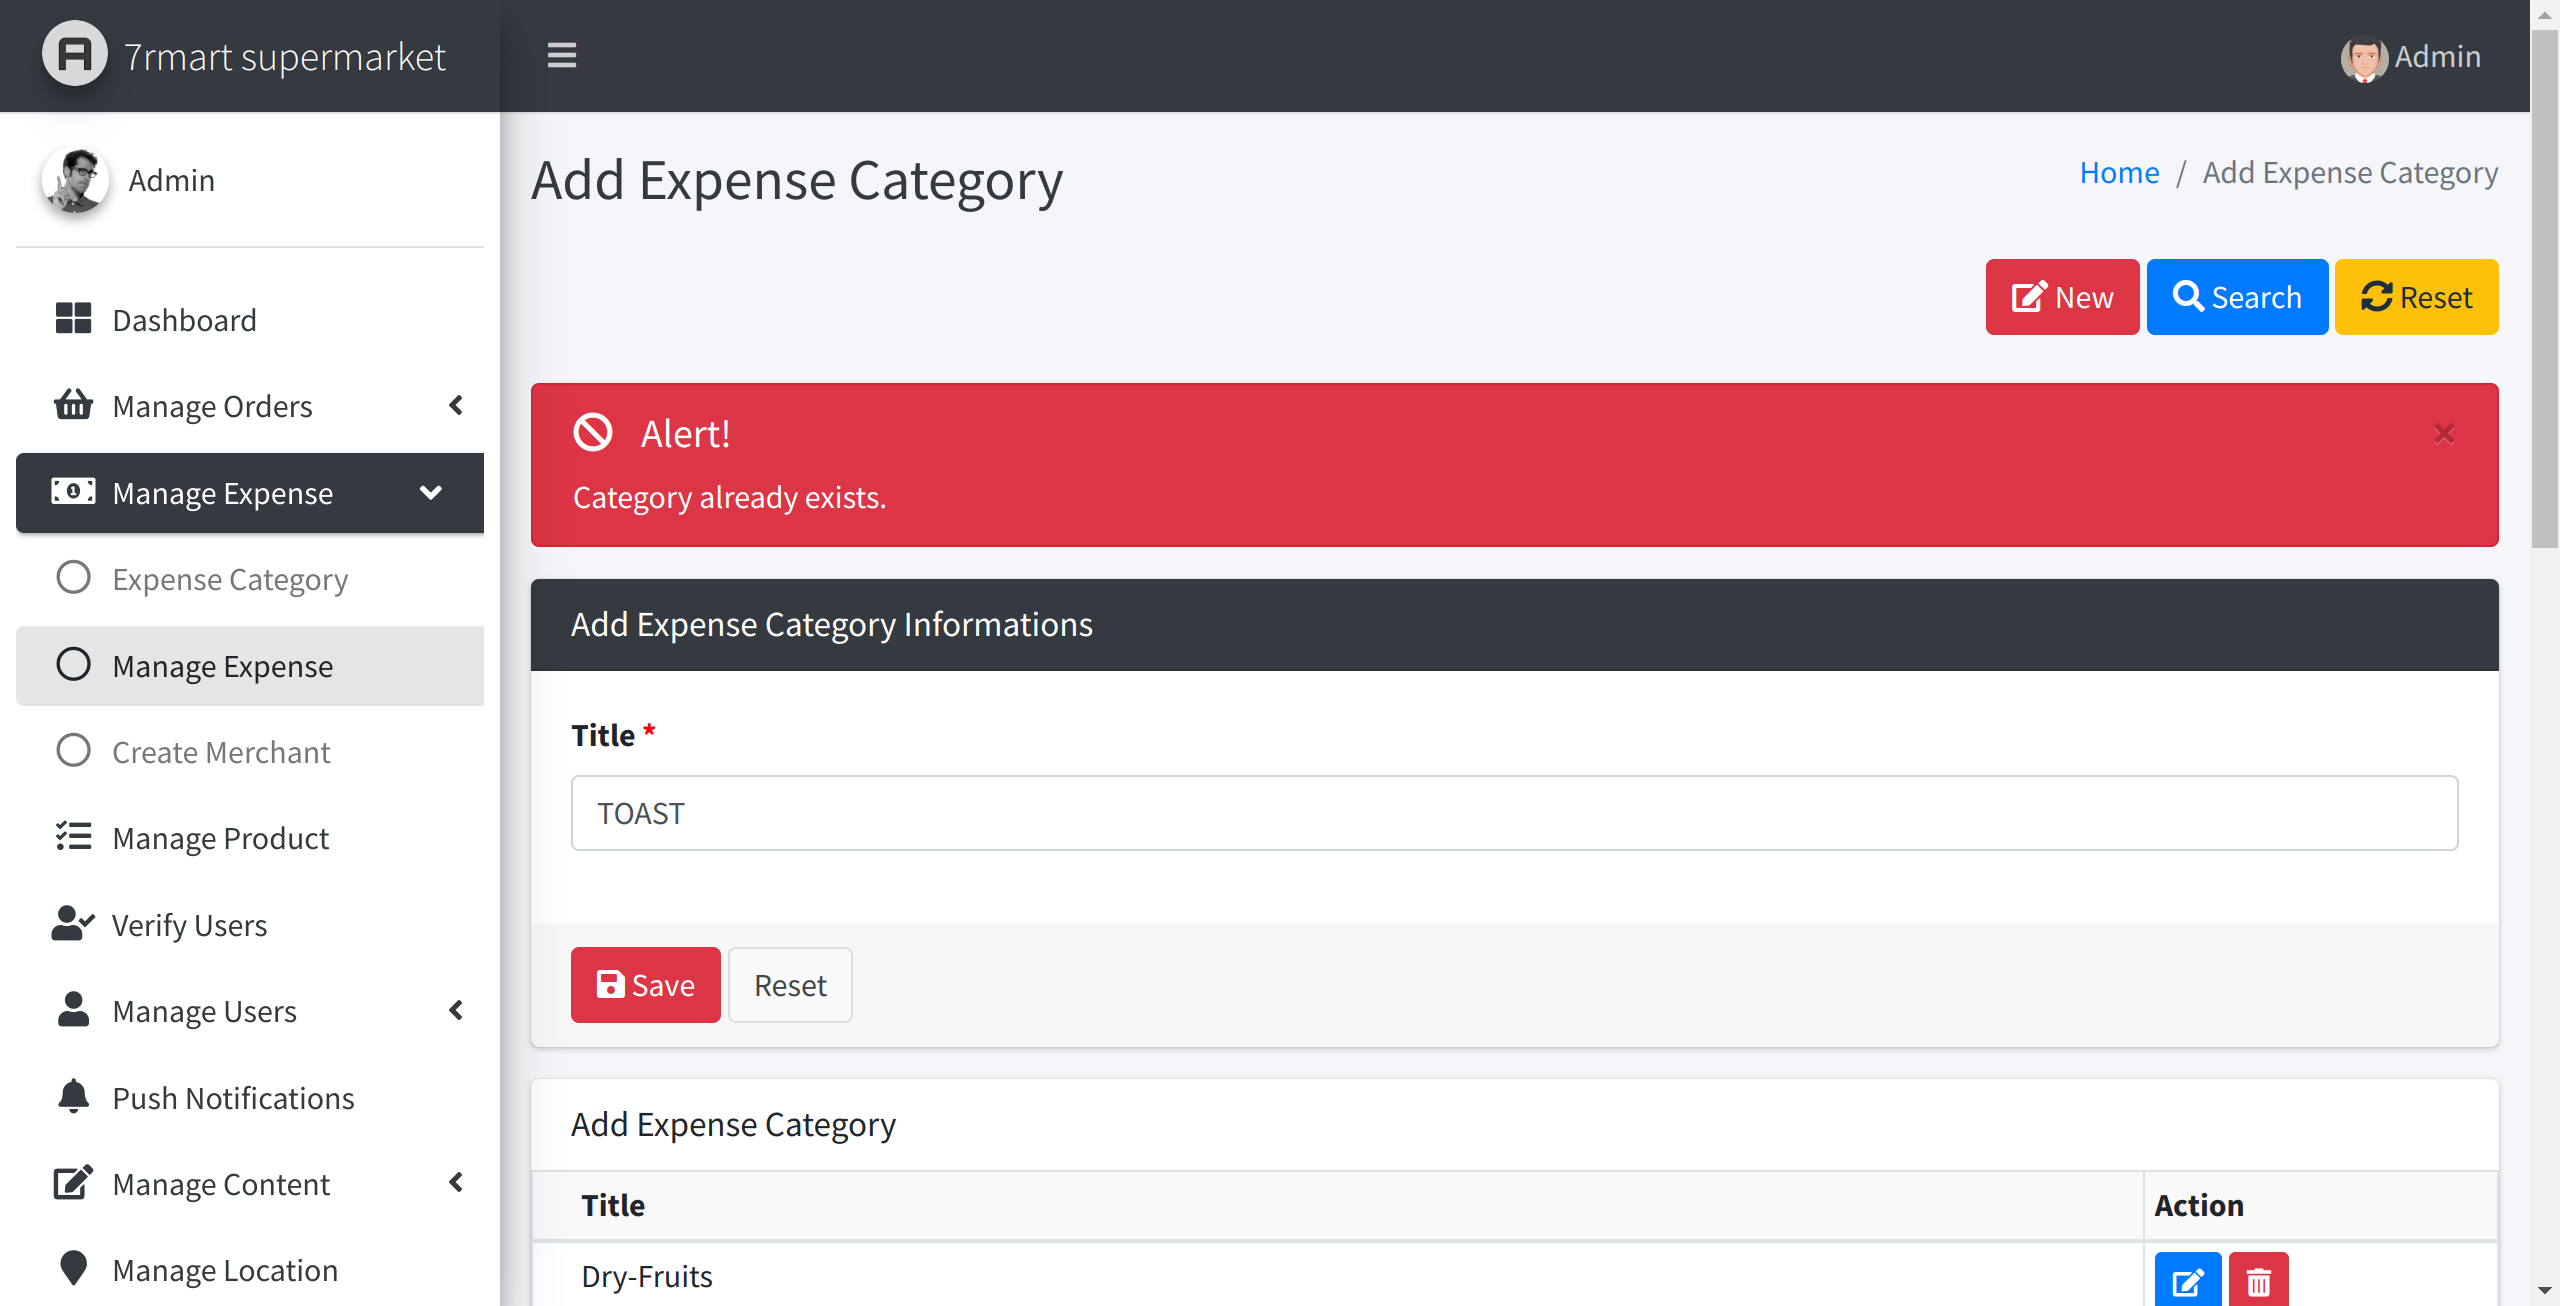 7rmart supermarket
Admin
Admin
Add Expense Category
Home / Add Expense Category
New
Search
Reset
Dashboard
Manage Orders
Manage Expense
Expense Category
Manage Expense
Create Merchant
Manage Product
Verify Users
Manage Users
Push Notifications
Manage Content
Manage Location
Alert!
Category already exists.
Add Expense Category Informations
Title *
TOAST
Save
Reset
Add Expense Category
Title
Action
Dry-Fruits